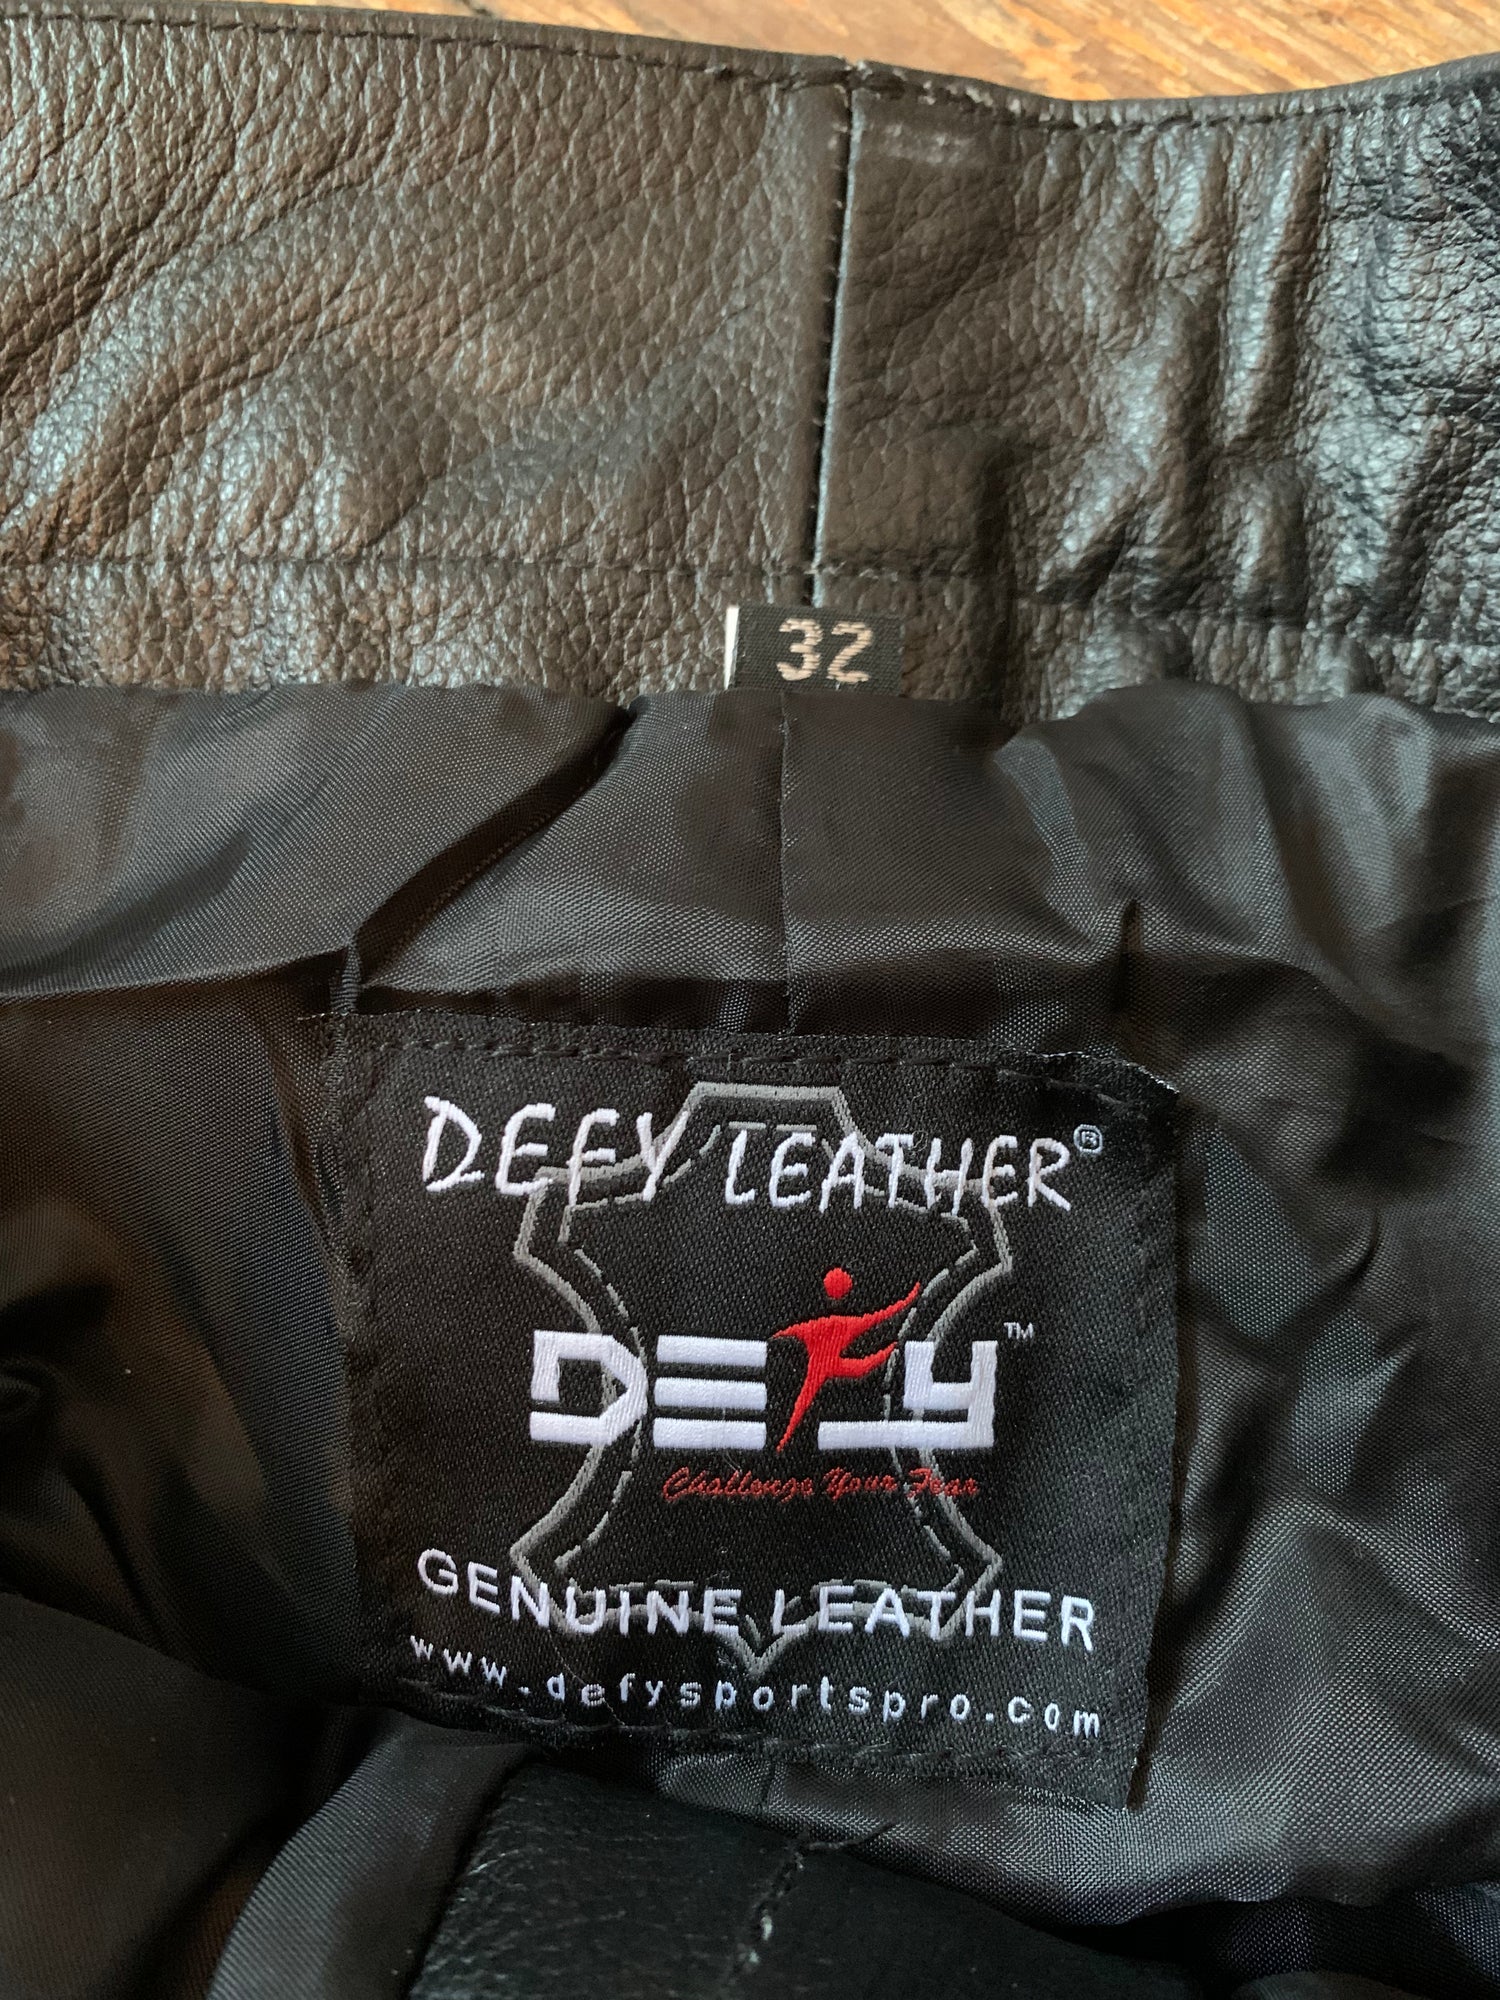 32
DEFY LEATHER®
DEFY™
Challenge Your Fear
GENUINE LEATHER
www.defysportspro.com